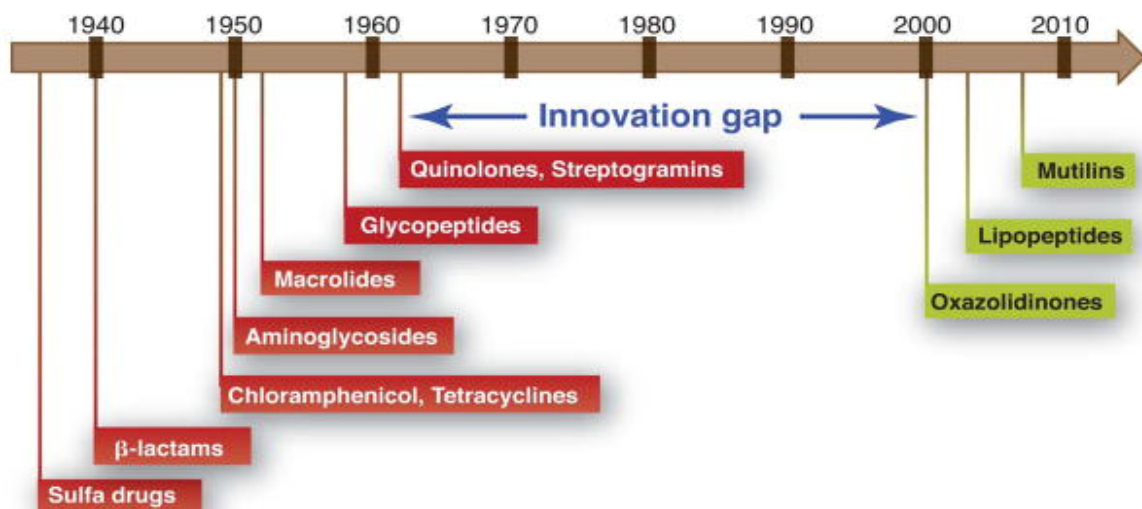 1940 1950 1960 1970 1980 1990 2000 2010
Innovation gap
Quinolones, Streptogramins
Mutilins
Glycopeptides
Lipopeptides
Macrolides
Oxazolidinones
Aminoglycosides
Chloramphenicol, Tetracyclines
β-lactams
Sulfa drugs